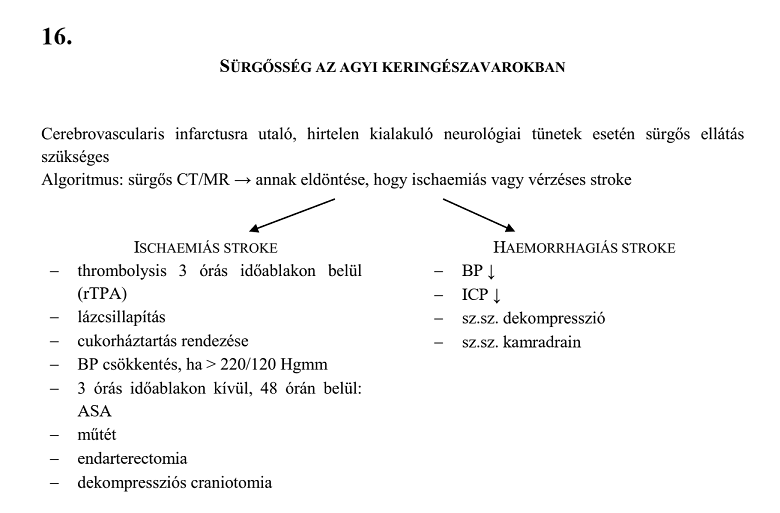 16.
SÜRGŐSSÉG AZ AGYI KERINGÉSZAVAROKBAN
Cerebrovascularis infarctusra utaló, hirtelen kialakuló neurológiai tünetek esetén sürgős ellátás
szükséges
Algoritmus: sürgős CT/MR → annak eldöntése, hogy ischaemiás vagy vérzéses stroke
ISCHAEMIÁS STROKE
– thrombolysis 3 órás időablakon belül
(rTPA)
– lázcsillapítás
– cukorháztartás rendezése
– BP csökkentés, ha > 220/120 Hgmm
– 3 órás időablakon kívül, 48 órán belül:
ASA
– műtét
– endarterectomia
– dekompressziós craniotomia
HAEMORRHAGIÁS STROKE
– BP ↓
– ICP ↓
– sz.sz. dekompresszió
– sz.sz. kamradrain